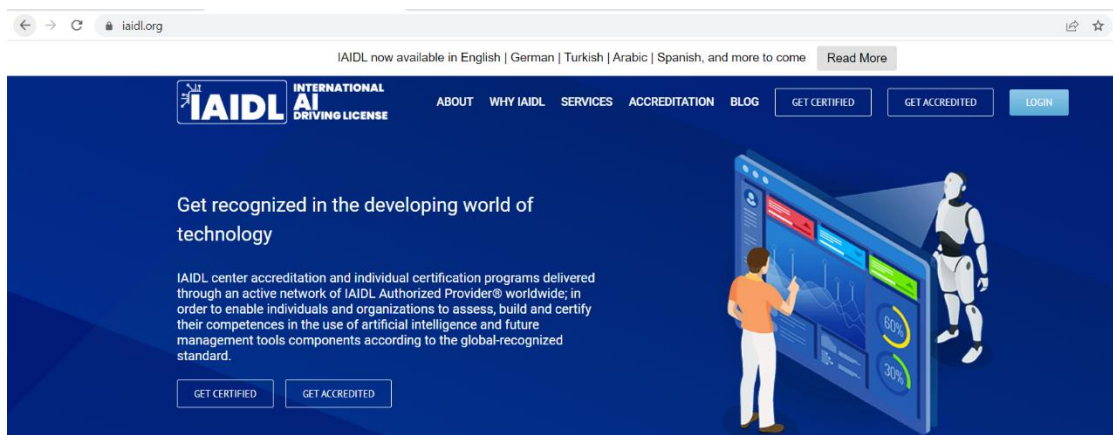 iaidl.org
IAIDL now available in English | German | Turkish | Arabic | Spanish, and more to come Read More
IAIDL INTERNATIONAL AI DRIVING LICENSE
ABOUT WHY IAIDL SERVICES ACCREDITATION BLOG GET CERTIFIED GET ACCREDITED LOGIN
Get recognized in the developing world of
technology
IAIDL center accreditation and individual certification programs delivered
through an active network of IAIDL Authorized Provider® worldwide; in
order to enable individuals and organizations to assess, build and certify
their competences in the use of artificial intelligence and future
management tools components according to the global-recognized
standard.
GET CERTIFIED GET ACCREDITED
60%
30%